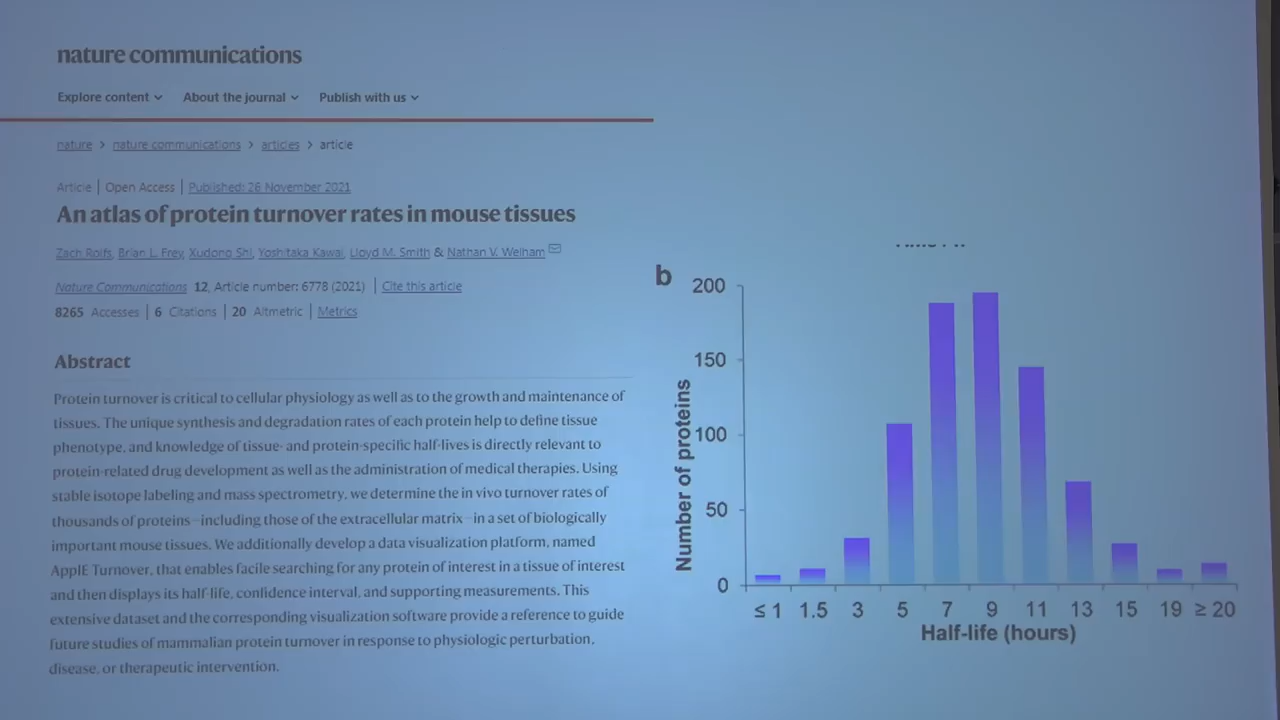 nature communications
Explore content About the journal Publish with us
nature > nature communications > articles > article
Article | Open Access | Published: 26 November 2021
An atlas of protein turnover rates in mouse tissues
Zach Rolfs, Brian L. Frey, Xudong Shi, Yoshitaka Kawai, Lloyd M. Smith & Nathan V. Welham
Nature Communications 12, Article number: 6778 (2021) | Cite this article
8265 Accesses | 6 Citations | 20 Altmetric | Metrics
Abstract
Protein turnover is critical to cellular physiology as well as to the growth and maintenance of
tissues. The unique synthesis and degradation rates of each protein help to define tissue
phenotype, and knowledge of tissue- and protein-specific half-lives is directly relevant to
protein-related drug development as well as the administration of medical therapies. Using
stable isotope labeling and mass spectrometry, we determine the in vivo turnover rates of
thousands of proteins—including those of the extracellular matrix—in a set of biologically
important mouse tissues. We additionally develop a data visualization platform, named
ApplE Turnover, that enables facile searching for any protein of interest in a tissue of interest
and then displays its half-life, confidence interval, and supporting measurements. This
extensive dataset and the corresponding visualization software provide a reference to guide
future studies of mammalian protein turnover in response to physiologic perturbation,
disease, or therapeutic intervention.
b
Number of proteins
200
150
100
50
0
≤ 1 1.5 3 5 7 9 11 13 15 19 ≥ 20
Half-life (hours)